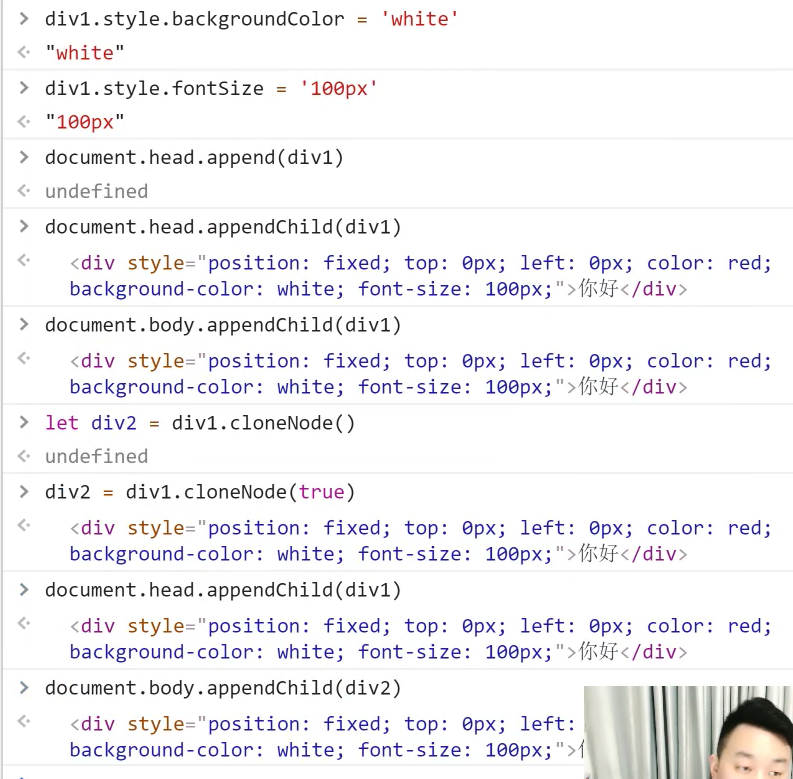 > div1.style.backgroundColor = 'white'
<· "white"
> div1.style.fontSize = '100px'
<· "100px"
> document.head.append(div1)
<· undefined
> document.head.appendChild(div1)
<· <div style="position: fixed; top: 0px; left: 0px; color: red;
background-color: white; font-size: 100px;">你好</div>
> document.body.appendChild(div1)
<· <div style="position: fixed; top: 0px; left: 0px; color: red;
background-color: white; font-size: 100px;">你好</div>
> let div2 = div1.cloneNode()
<· undefined
> div2 = div1.cloneNode(true)
<· <div style="position: fixed; top: 0px; left: 0px; color: red;
background-color: white; font-size: 100px;">你好</div>
> document.head.appendChild(div1)
<· <div style="position: fixed; top: 0px; left: 0px; color: red;
background-color: white; font-size: 100px;">你好</div>
> document.body.appendChild(div2)
<· <div style="position: fixed; top: 0px; left:
background-color: white; font-size: 100px;">